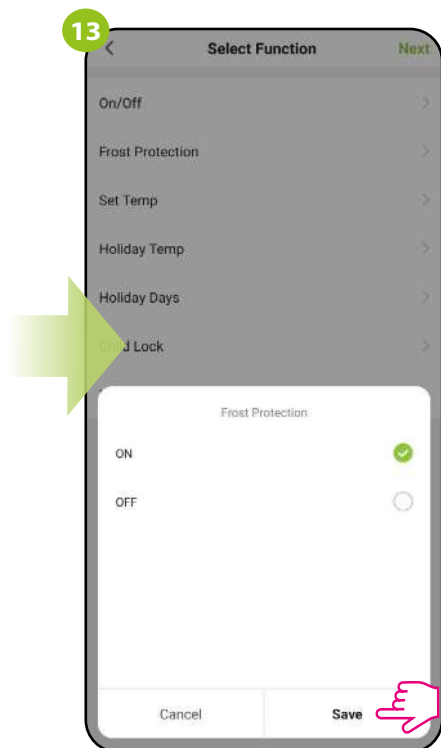 13
Select Function
Next
On/Off
Frost Protection
Set Temp
Holiday Temp
Holiday Days
Lock
Frost Protection
ON
OFF
Cancel
Save